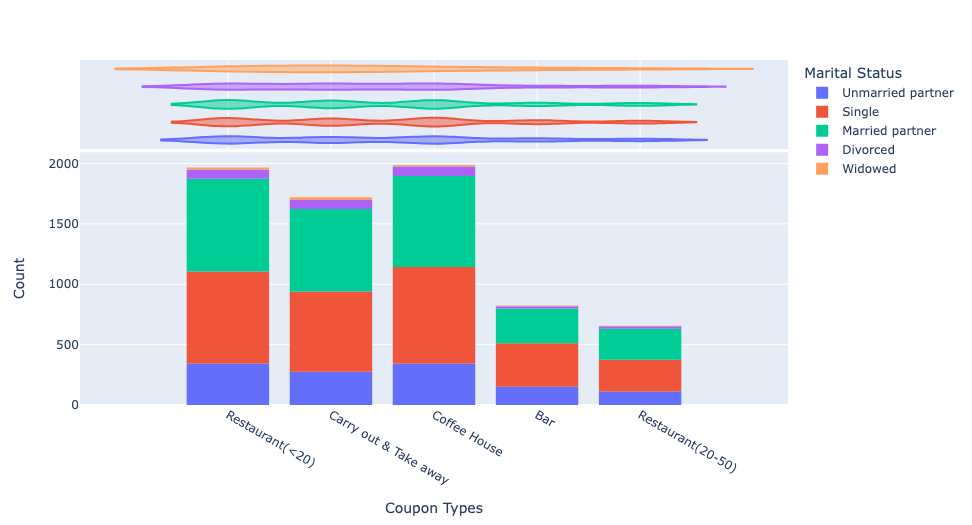 Marital Status
Unmarried partner
Single
Married partner
Divorced
Widowed
2000
1500
1000
500
0
Count
Restaurant(<20)
Carry out & Take away
Coffee House
Bar
Restaurant(20-50)
Coupon Types